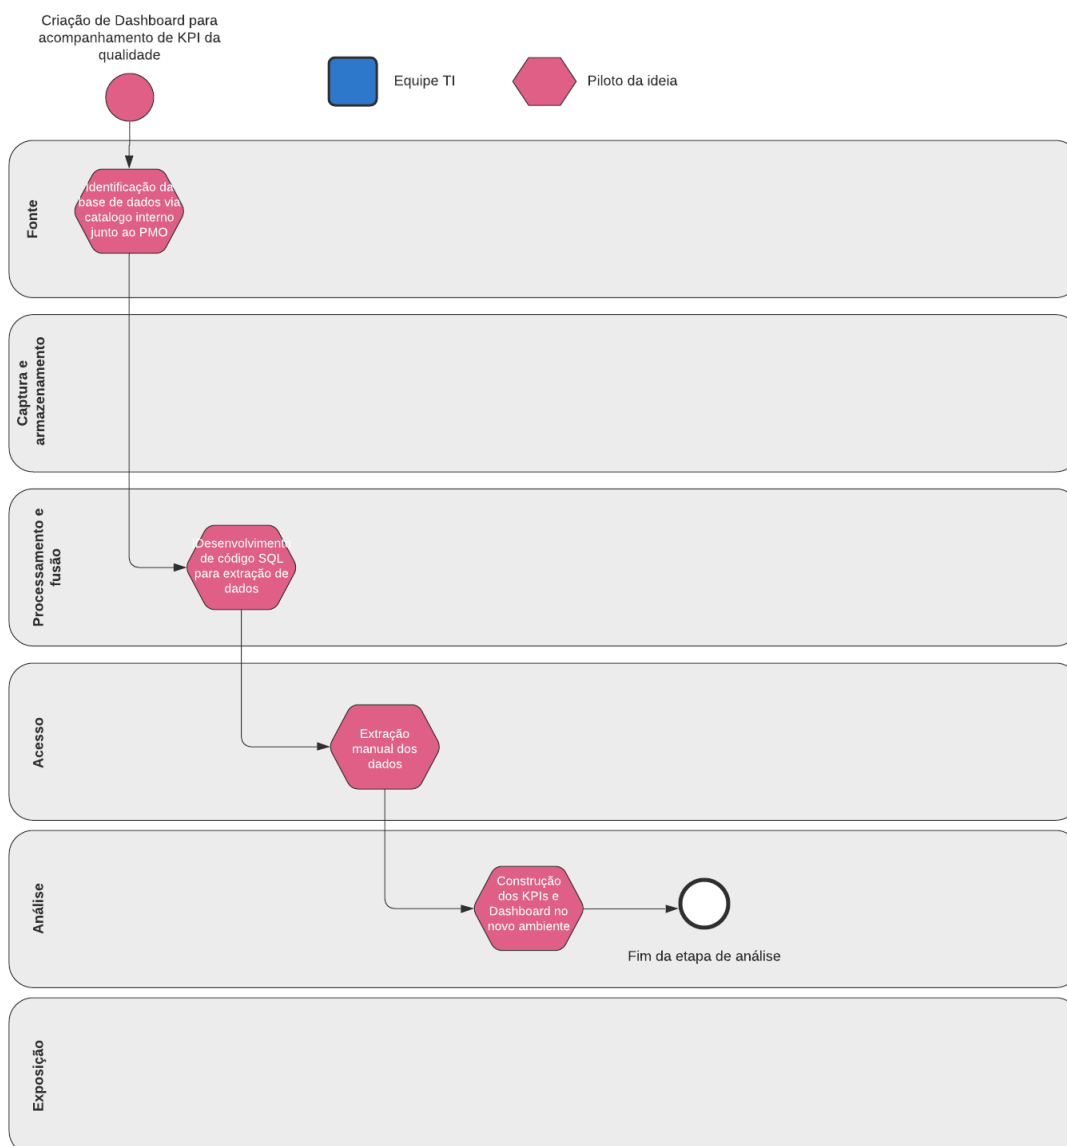 Criação de Dashboard para
acompanhamento de KPI da
qualidade
Equipe TI
Piloto da ideia
Fonte
Identificação da
base de dados via
catalogo interno
junto ao PMO
Captura e
armazenamento
Processamento e
fusão
Desenvolvimento
de código SQL
para extração de
dados
Acesso
Extração
manual dos
dados
Análise
Construção
dos KPIs e
Dashboard no
novo ambiente
Fim da etapa de análise
Exposição